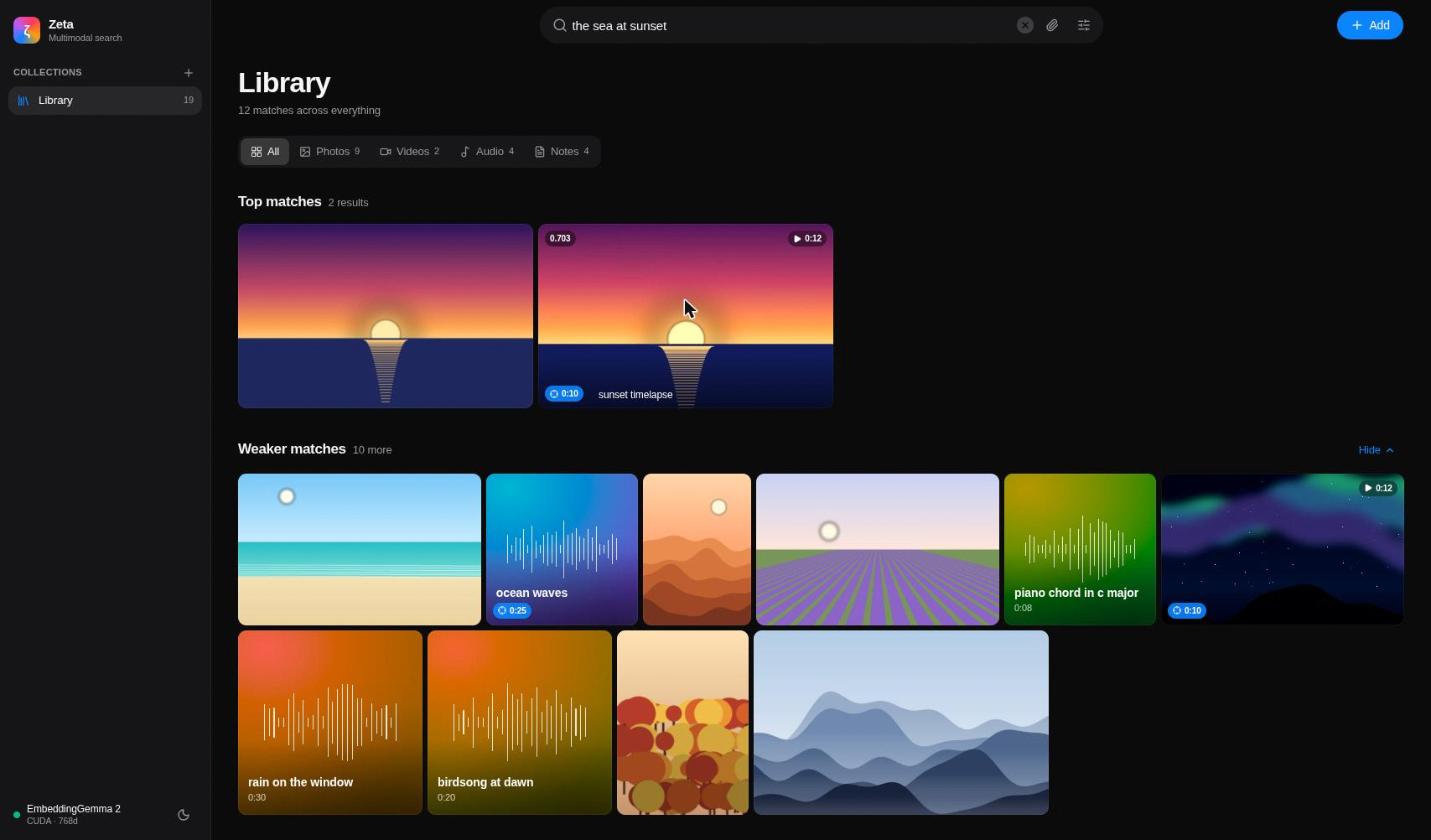 Zeta
Multimodal search
the sea at sunset
Add
COLLECTIONS
Library 19
Library
12 matches across everything
All Photos 9 Videos 2 Audio 4 Notes 4
Top matches 2 results
0.703 0:12
0:10 sunset timelapse
Weaker matches 10 more
Hide
0:12
ocean waves
0:25
piano chord in c major
0:08
0:10
rain on the window
0:30
birdsong at dawn
0:20
EmbeddingGemma 2
CUDA · 768d